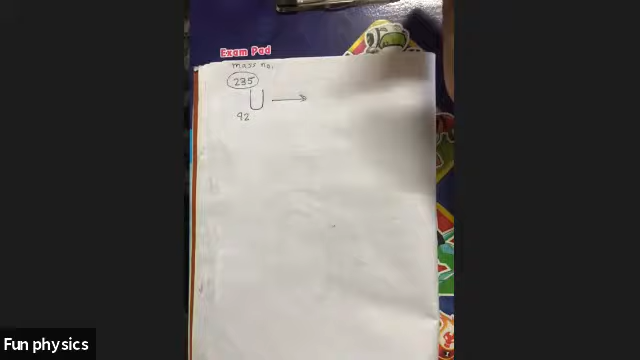 Exam Pad
mass no.
235
U →
92
Fun physics